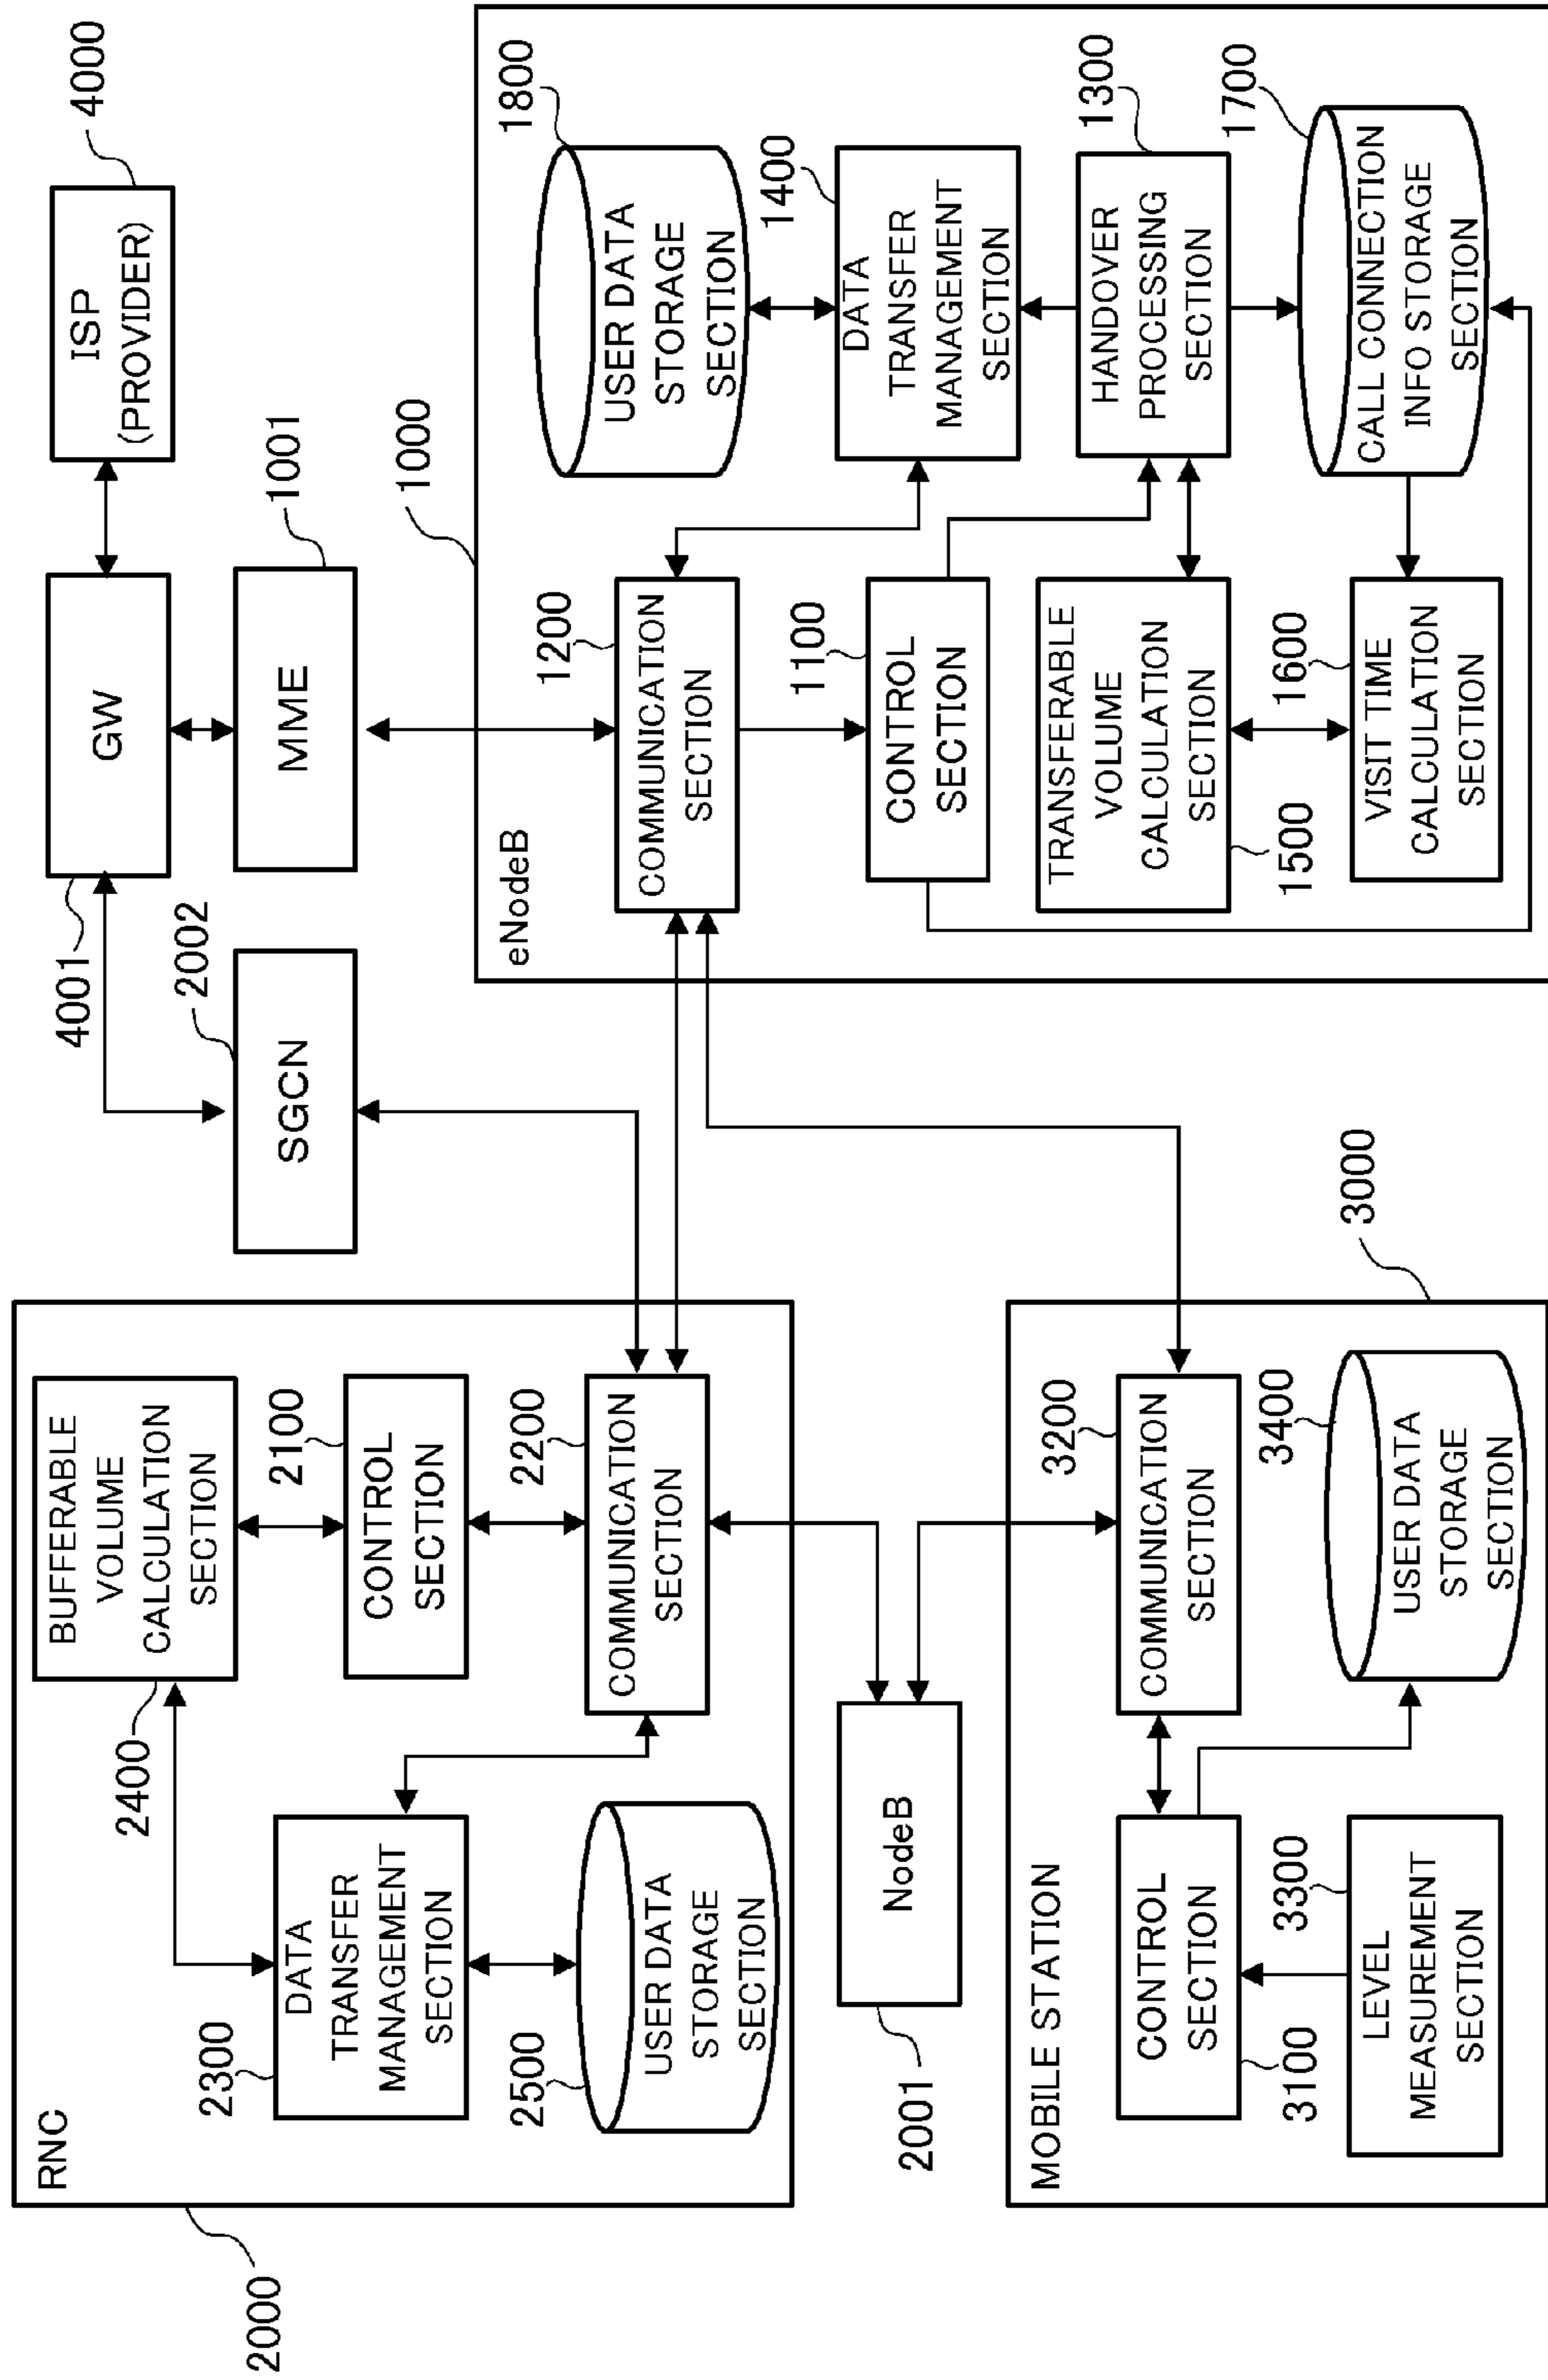 RNC
2000
BUFFERABLE
VOLUME
CALCULATION
SECTION
2400
2100
CONTROL
SECTION
2300
DATA
TRANSFER
MANAGEMENT
SECTION
2200
COMMUNICATION
SECTION
2500
USER DATA
STORAGE
SECTION
NodeB
2001
MOBILE STATION
3000
3200
COMMUNICATION
SECTION
CONTROL
SECTION
3100
3300
LEVEL
MEASUREMENT
SECTION
3400
USER DATA
STORAGE
SECTION
ISP
(PROVIDER)
4000
GW
4001
MME
1001
SGCN
2002
eNodeB
1000
1200
COMMUNICATION
SECTION
1100
CONTROL
SECTION
TRANSFERABLE
VOLUME
CALCULATION
SECTION
1500
1600
VISIT TIME
CALCULATION
SECTION
1800
USER DATA
STORAGE
SECTION
1400
DATA
TRANSFER
MANAGEMENT
SECTION
1300
HANDOVER
PROCESSING
SECTION
1700
CALL CONNECTION
INFO STORAGE
SECTION